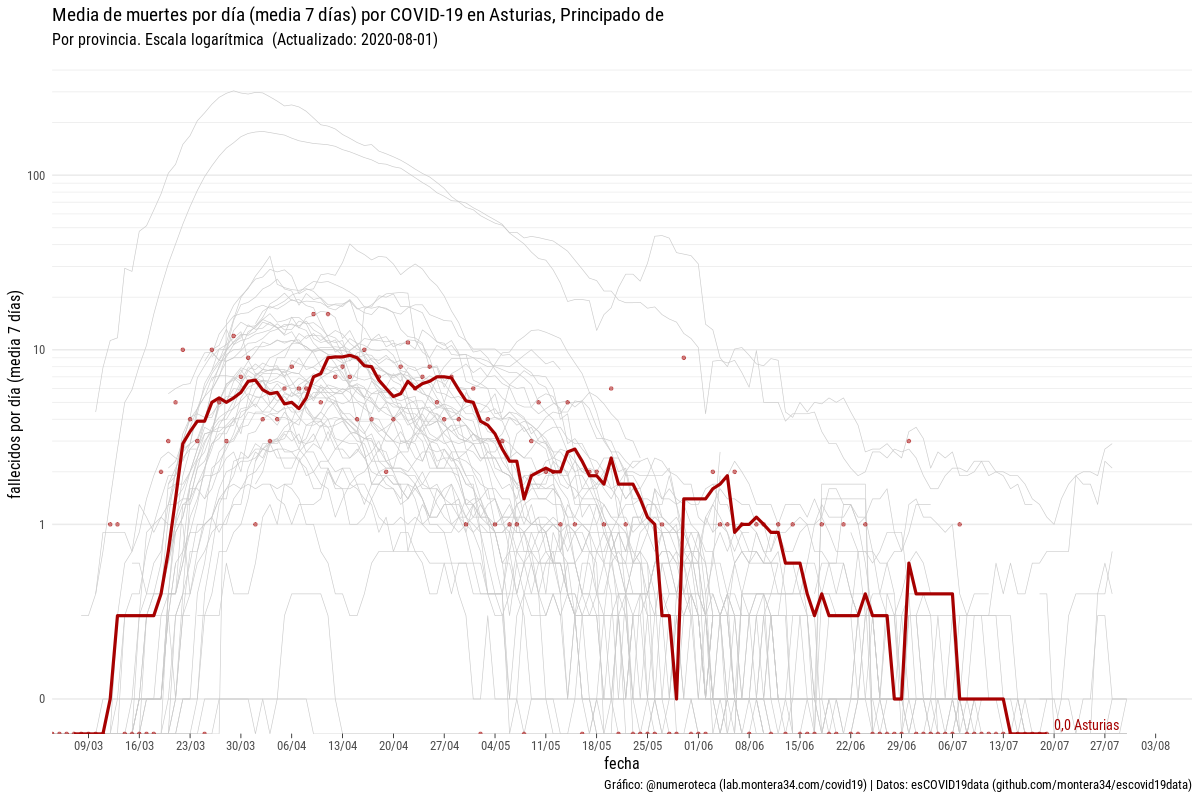 Media de muertes por día (media 7 días) por COVID-19 en Asturias, Principado de
Por provincia. Escala logarítmica  (Actualizado: 2020-08-01)
fallecidos por día (media 7 días)
100
10
1
0
0,0 Asturias
09/03 16/03 23/03 30/03 06/04 13/04 20/04 27/04 04/05 11/05 18/05 25/05 01/06 08/06 15/06 22/06 29/06 06/07 13/07 20/07 27/07 03/08
fecha
Gráfico: @numeroteca (lab.montera34.com/covid19) | Datos: esCOVID19data (github.com/montera34/escovid19data)